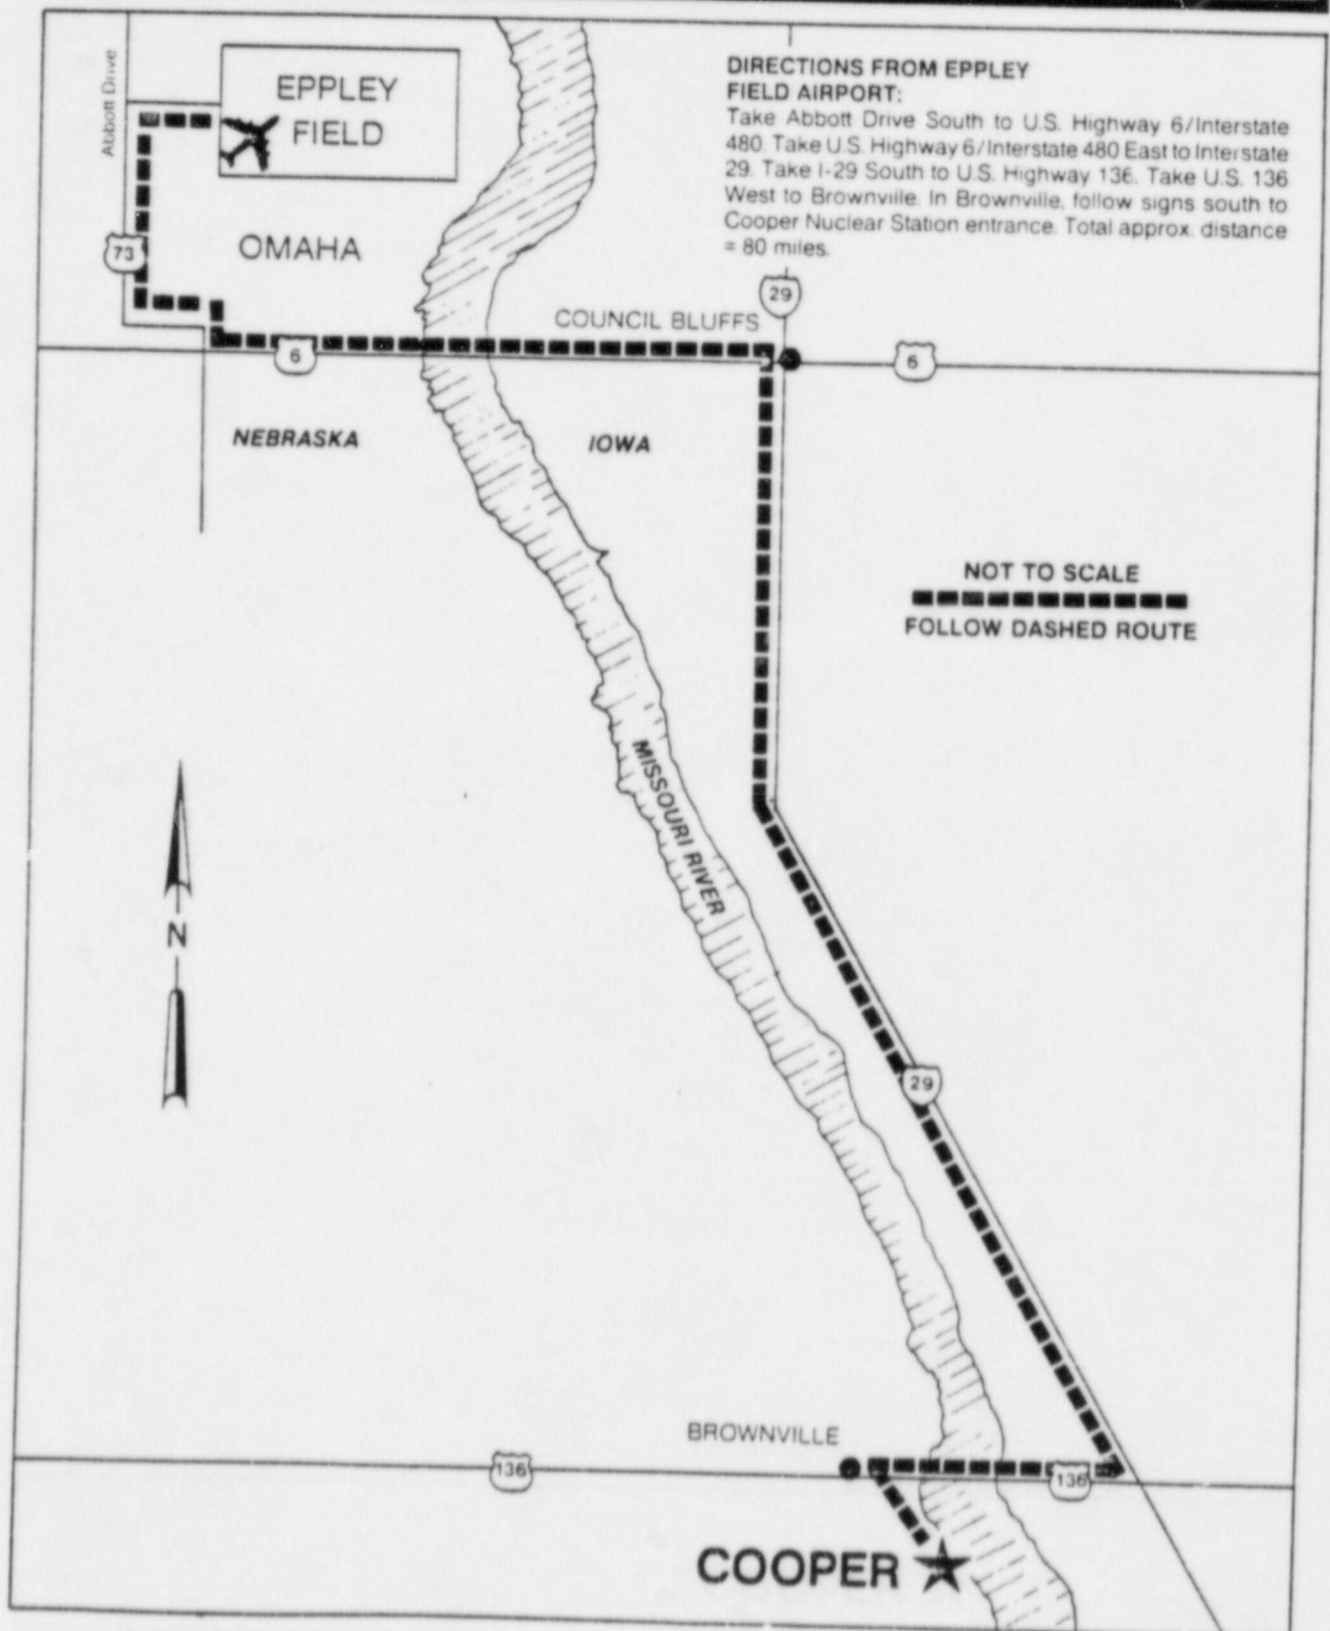 Abbott Drive
EPPLEY
FIELD
DIRECTIONS FROM EPPLEY
FIELD AIRPORT:
Take Abbott Drive South to U.S. Highway 6/Interstate
480. Take U.S. Highway 6/Interstate 480 East to Interstate
29. Take I-29 South to U.S. Highway 136. Take U.S. 136
West to Brownville. In Brownville, follow signs south to
Cooper Nuclear Station entrance. Total approx. distance
= 80 miles.
73
OMAHA
29
COUNCIL BLUFFS
6
6
NEBRASKA
IOWA
NOT TO SCALE
FOLLOW DASHED ROUTE
MISSOURI RIVER
N
29
BROWNVILLE
136
136
COOPER